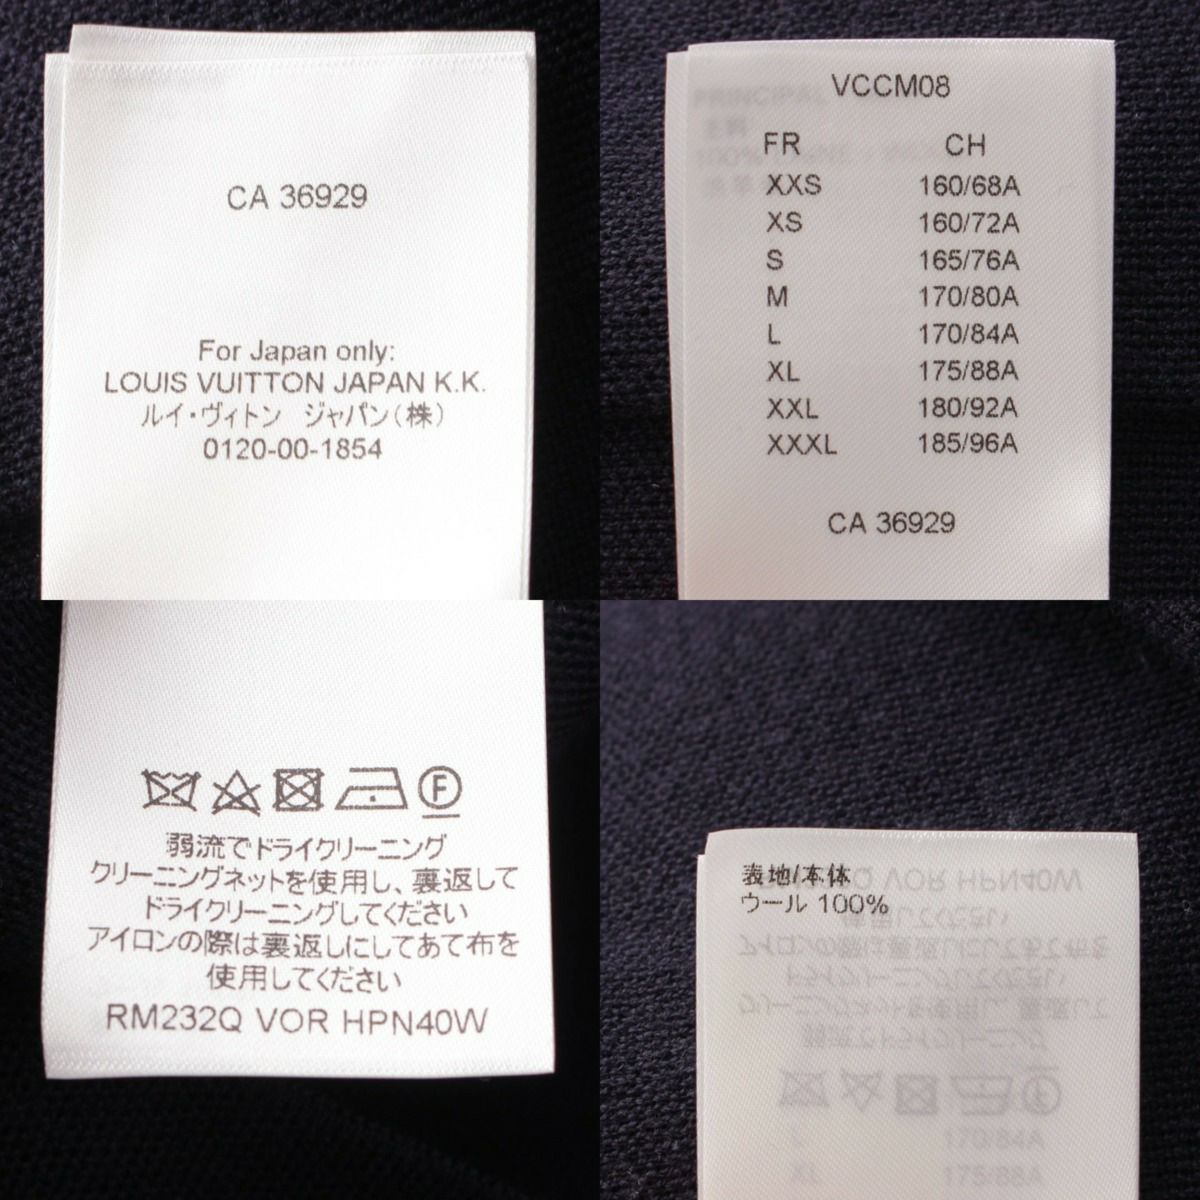 CA 36929
For Japan only:
LOUIS VUITTON JAPAN K.K.
ルイ・ヴィトン ジャパン(株)
0120-00-1854
VCCM08
FR CH
XXS 160/68A
XS 160/72A
S 165/76A
M 170/80A
L 170/84A
XL 175/88A
XXL 180/92A
XXXL 185/96A
CA 36929
F
弱流でドライクリーニング
クリーニングネットを使用し、裏返して
ドライクリーニングしてください
アイロンの際は裏返しにしてあて布を
使用してください
RM232Q VOR HPN40W
表地/本体
ウール 100%